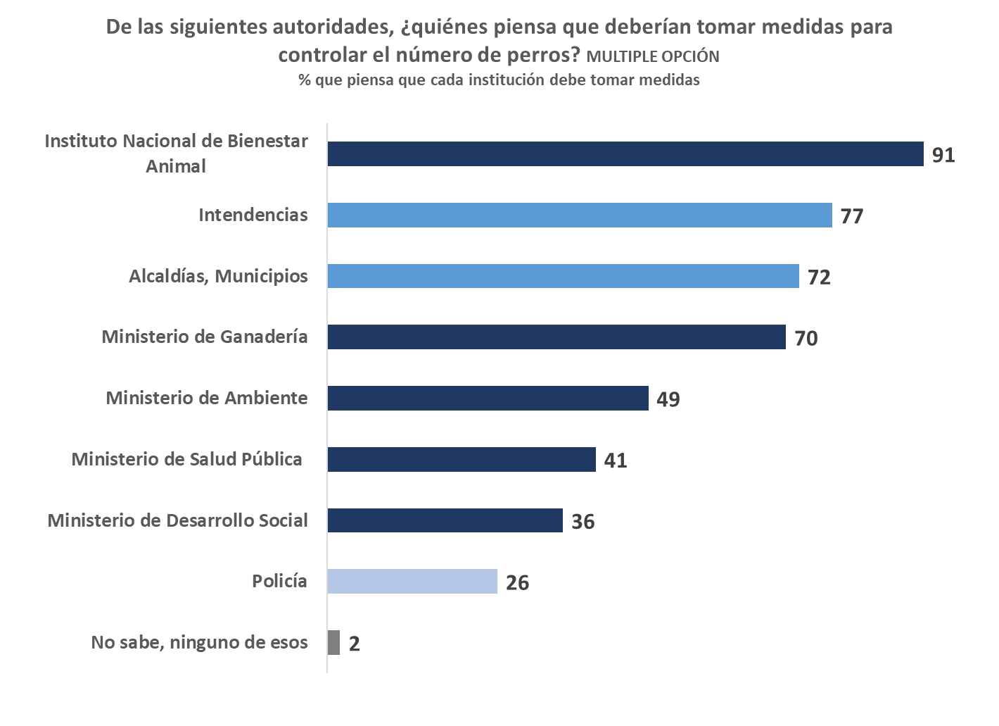 De las siguientes autoridades, ¿quiénes piensa que deberían tomar medidas para
controlar el número de perros? MULTIPLE OPCIÓN
% que piensa que cada institución debe tomar medidas
Instituto Nacional de Bienestar
Animal
91
Intendencias
77
Alcaldías, Municipios
72
Ministerio de Ganadería
70
Ministerio de Ambiente
49
Ministerio de Salud Pública
41
Ministerio de Desarrollo Social
36
Policía
26
No sabe, ninguno de esos
2